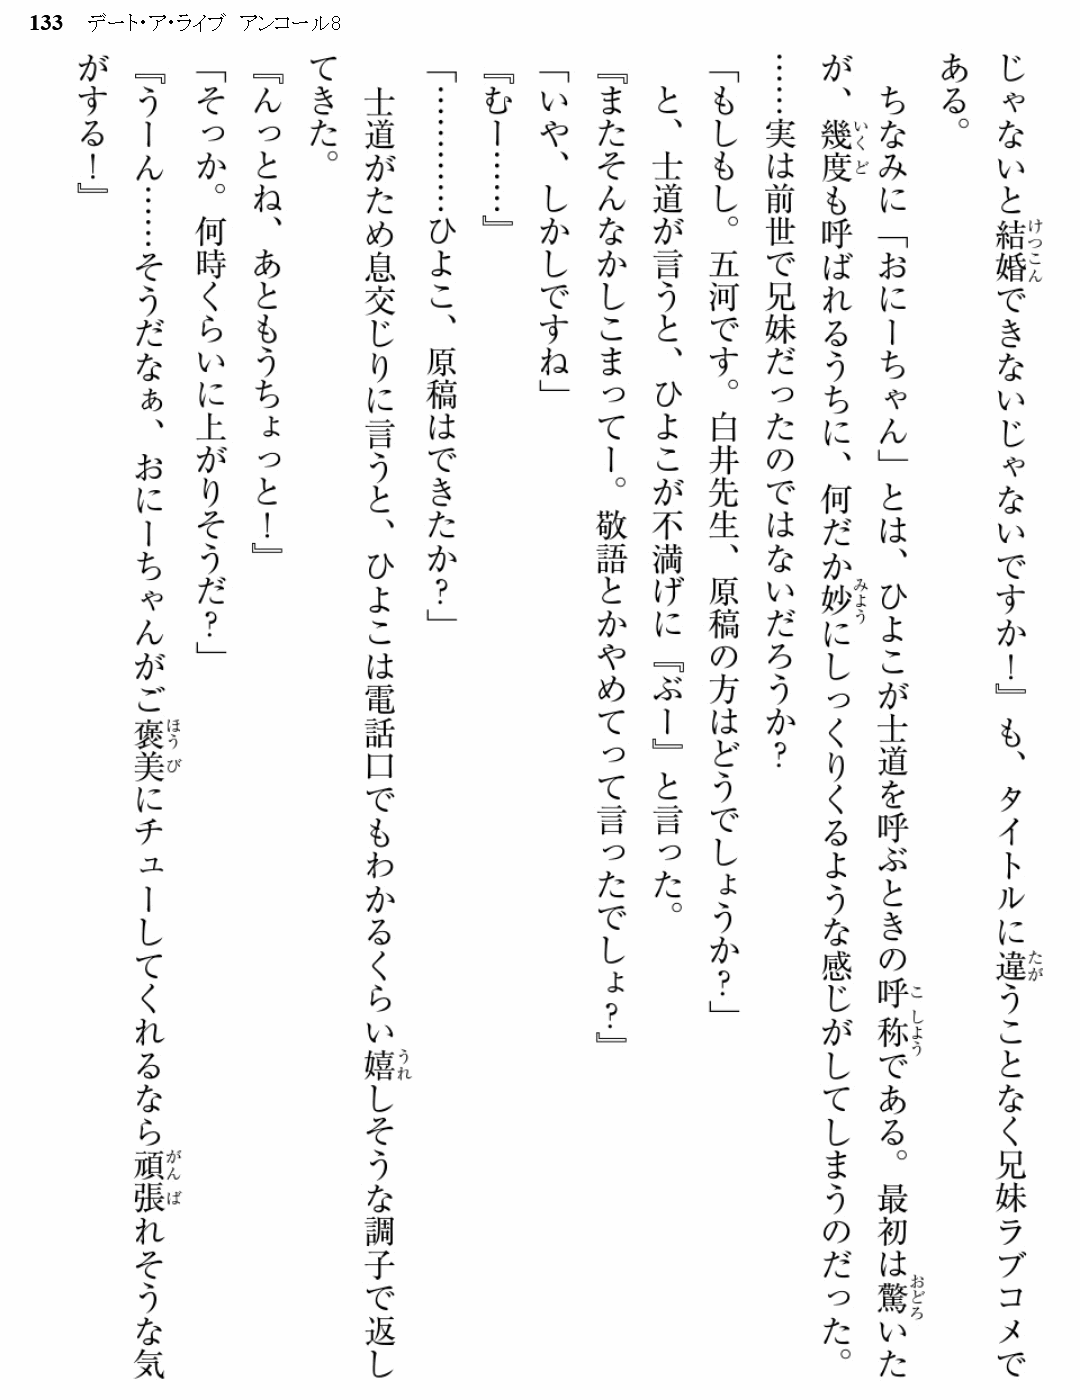 133 デート・ア・ライブ アンコール8
じゃないと結婚できないじゃないですか！』も、タイトルに違うことなく兄妹ラブコメで
ある。
ちなみに「おにーちゃん」とは、ひよこが士道を呼ぶときの呼称である。最初は驚いた
が、幾度も呼ばれるうちに、何だか妙にしっくりくるような感じがしてしまうのだった。
……実は前世で兄妹だったのではないだろうか？
「もしもし。五河です。白井先生、原稿の方はどうでしょうか？」
と、士道が言うと、ひよこが不満げに『ぶー』と言った。
『またそんなかしこまってー。敬語とかやめてって言ったでしょ？』
「いや、しかしですね」
『むー……』
「…………ひよこ、原稿はできたか？」
士道がため息交じりに言うと、ひよこは電話口でもわかるくらい嬉しそうな調子で返し
てきた。
『んっとね、あともうちょっと！』
「そっか。何時くらいに上がりそうだ？」
『うーん……そうだなぁ、おにーちゃんがご褒美にチューしてくれるなら頑張れそうな気
がする！』